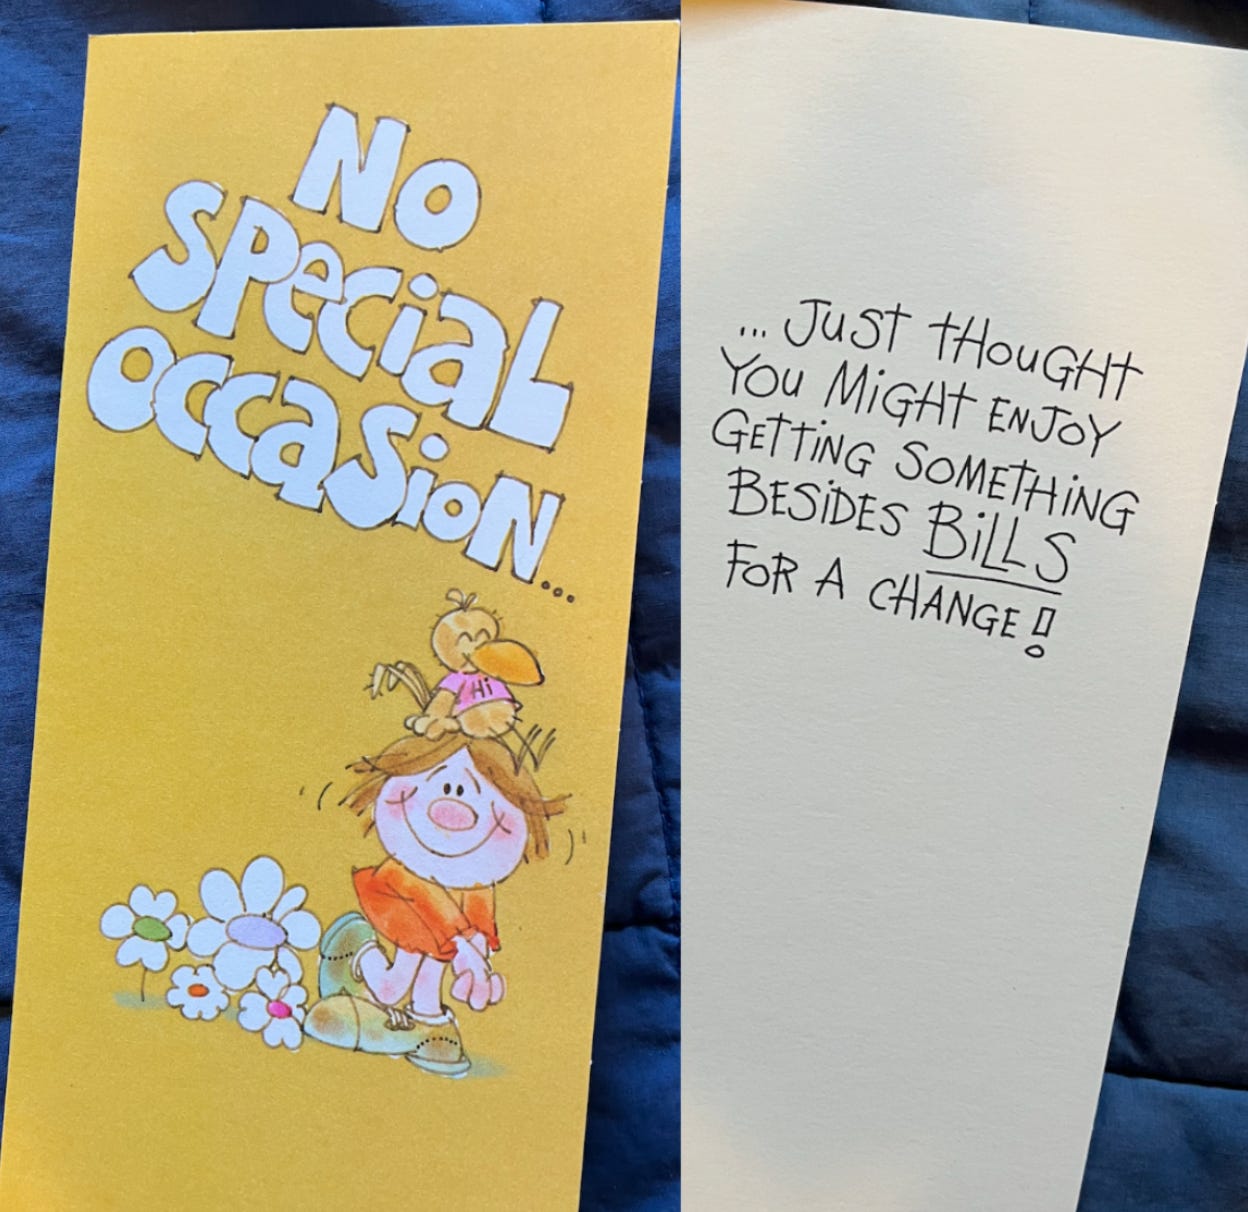 NO
SPeciaL
OccaSioN...
Hi
... JuST tHouGHt
You MiGHt ENJoY
GETTiNG SoMETHiNG
BESiDES BiLLS
FoR A CHANGE!